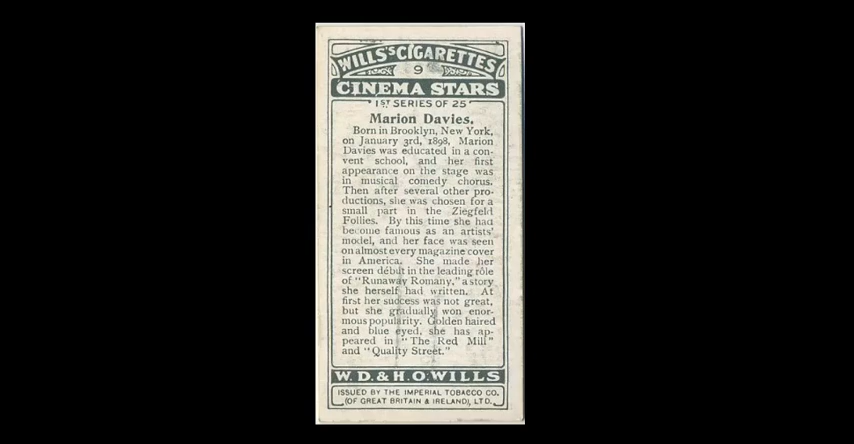 WILLS'S CIGARETTES
9
CINEMA STARS
1ST SERIES OF 25
Marion Davies.
Born in Brooklyn, New York,
on January 3rd, 1898, Marion
Davies was educated in a con-
vent school, and her first
appearance on the stage was
in musical comedy chorus.
Then after several other pro-
ductions, she was chosen for a
small part in the Ziegfeld
Follies. By this time she had
become famous as an artists'
model, and her face was seen
on almost every magazine cover
in America. She made her
screen début in the leading rôle
of "Runaway Romany," a story
she herself had written. At
first her success was not great,
but she gradually won enor-
mous popularity. Golden haired
and blue eyed, she has ap-
peared in "The Red Mill"
and "Quality Street."
W. D. & H. O. WILLS
ISSUED BY THE IMPERIAL TOBACCO CO.
(OF GREAT BRITAIN & IRELAND), LTD.